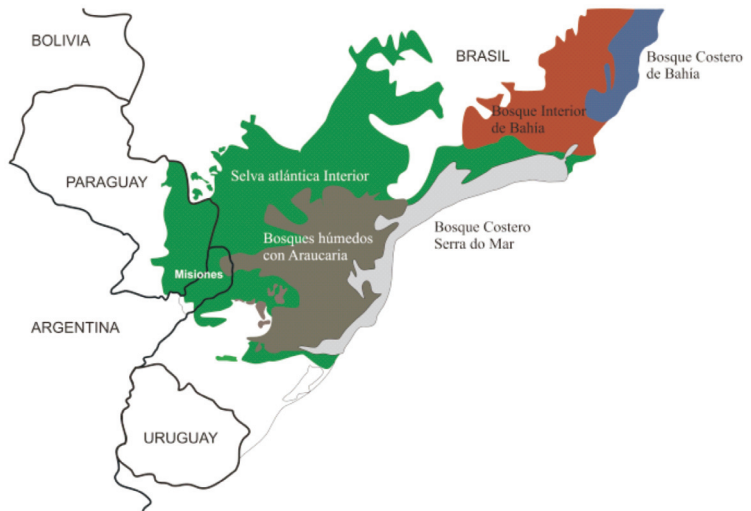 BOLIVIA
BRASIL
Bosque Costero
de Bahía
Bosque Interior
de Bahía
PARAGUAY
Selva atlántica Interior
Bosque Costero
Serra do Mar
Bosques húmedos
con Araucaria
Misiones
ARGENTINA
URUGUAY